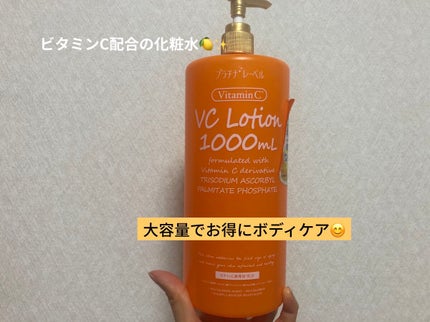 ビタミンC配合の化粧水🍋✨
プラチナレーベル
Vitamin C
VC Lotion
1000mL
formulated with
Vitamin C derivative
TRISODIUM ASCORBYL
PALMITATE PHOSPHATE
大容量でお得にボディケア😊